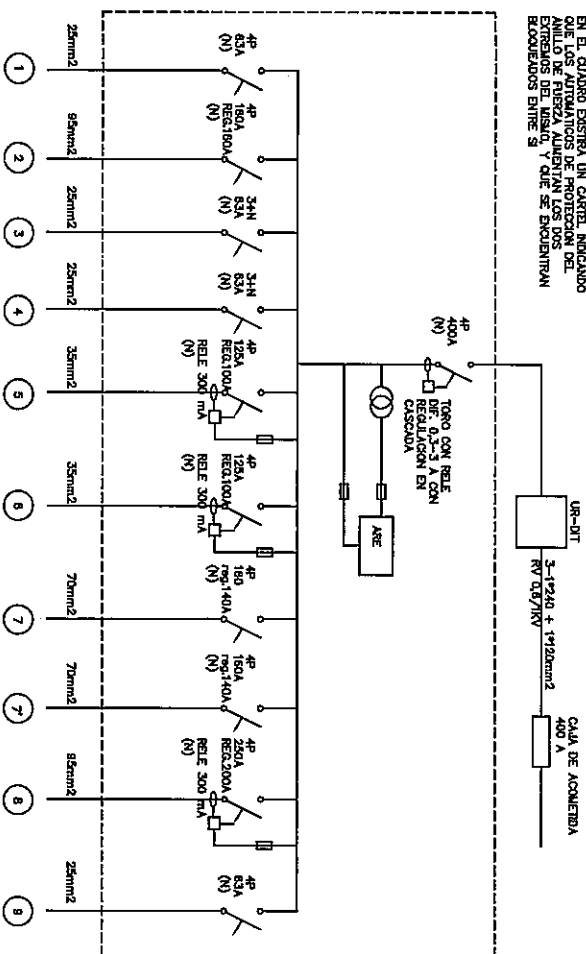 EN EL CUADRO EXISTIRA UN CARTEL INDICANDO
QUE LOS AUTOMATICOS DE PROTECCION DEL
ANILLO DE FUERZA ALIMENTAN LOS DOS
EXTREMOS DEL MISMO, Y QUE SE ENCUENTRAN
BLOQUEADOS ENTRE SI
CAJA DE ACOMETIDA
400 A
UR-DIT
3-1*240 + 1*120mm2
RV 0,6/1KV
4P
400A
(N)
TORO CON RELE
DIF. 0,3-3 A CON
REGULACION EN
CASCADA
ARE
4P
63A
(N)
25mm2
1
4P
160A
REG.160A
(N)
95mm2
2
3+N
63A
(N)
25mm2
3
3+N
63A
(N)
25mm2
4
4P
125A
REG.100A
RELE 300 mA
(N)
35mm2
5
4P
125A
REG.100A
RELE 300 mA
(N)
35mm2
6
4P
160
reg.140A
(N)
70mm2
7
4P
160A
reg.140A
(N)
70mm2
7'
4P
250A
REG.200A
RELE 300 mA
(N)
95mm2
8
4P
63A
(N)
25mm2
9